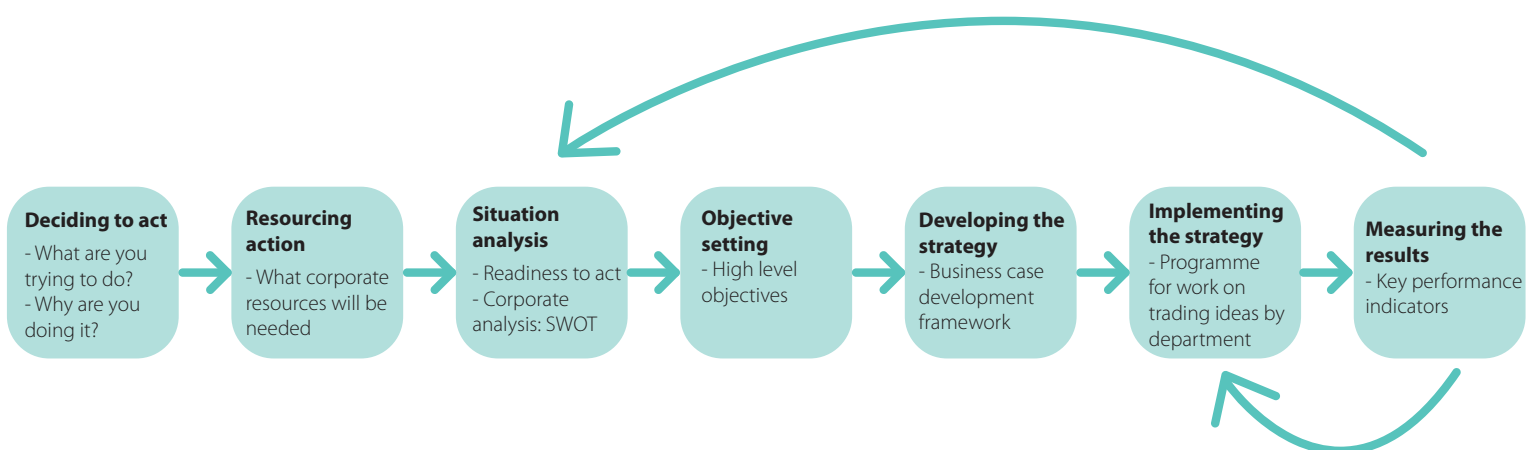 Deciding to act
- What are you
trying to do?
- Why are you
doing it?
Resourcing
action
- What corporate
resources will be
needed
Situation
analysis
- Readiness to act
- Corporate
analysis: SWOT
Objective
setting
- High level
objectives
Developing the
strategy
- Business case
development
framework
Implementing
the strategy
- Programme
for work on
trading ideas by
department
Measuring the
results
- Key performance
indicators